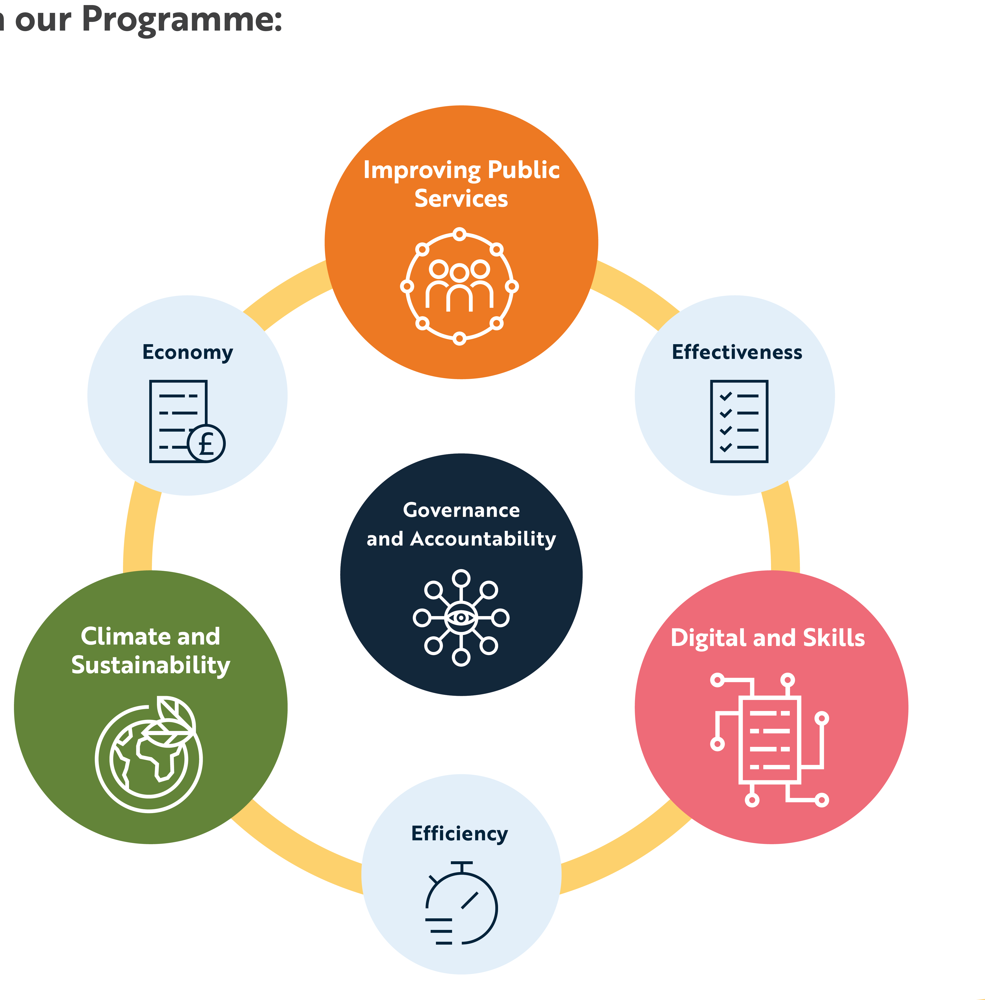 our Programme:
Improving Public
Services
Economy
£
Effectiveness
Governance
and Accountability
Climate and
Sustainability
Digital and Skills
Efficiency